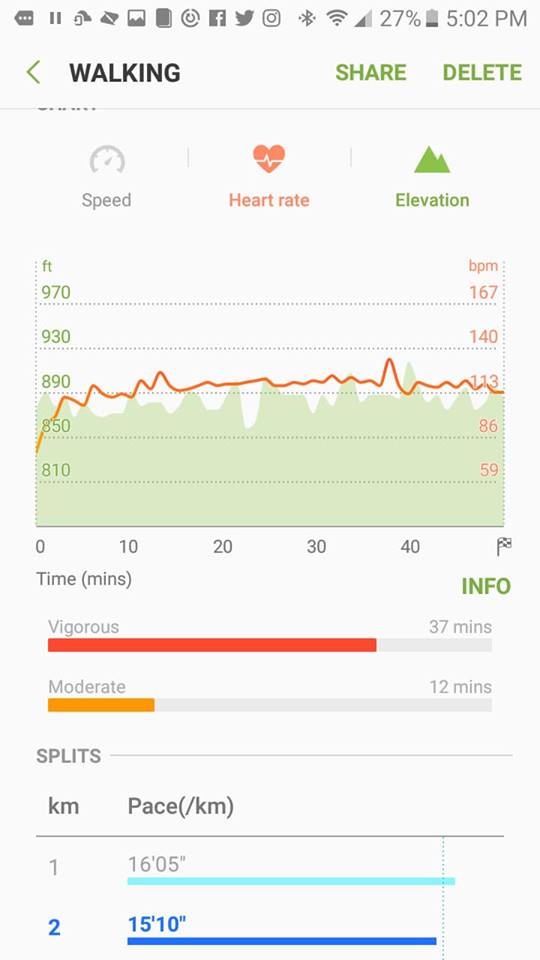 27% 5:02 PM
WALKING SHARE DELETE
CHART
Speed Heart rate Elevation
ft bpm
970 167
930 140
890 113
850 86
810 59
0 10 20 30 40
Time (mins)
INFO
Vigorous 37 mins
Moderate 12 mins
SPLITS
km Pace(/km)
1 16'05"
2 15'10"